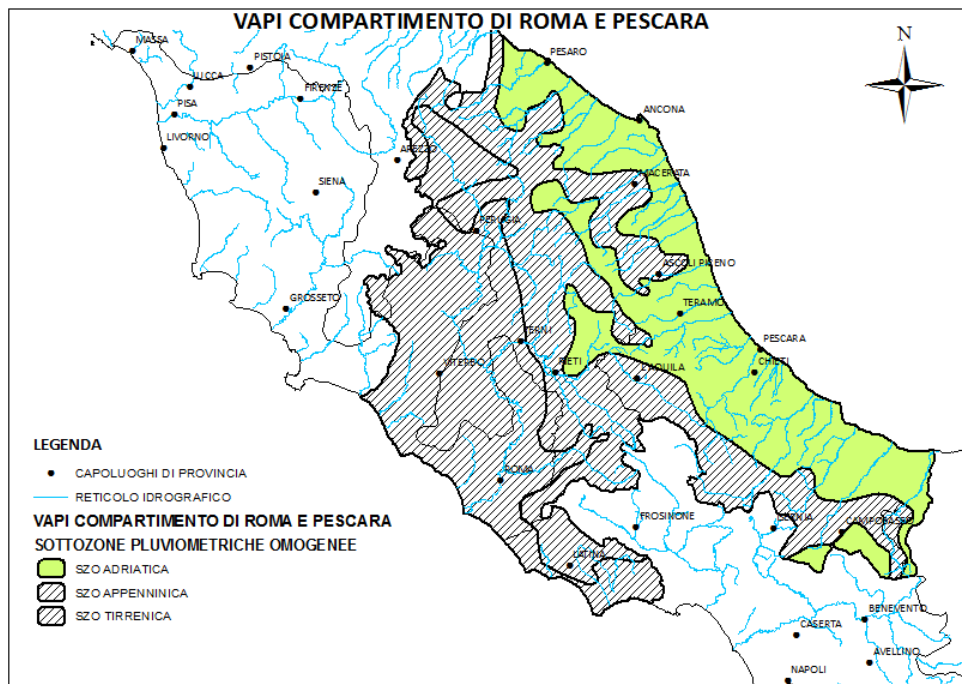 VAPI COMPARTIMENTO DI ROMA E PESCARA
N
MASSA
PISTOIA
LUCCA
FIRENZE
PISA
LIVORNO
SIENA
AREZZO
GROSSETO
PESARO
ANCONA
MACERATA
PERUGIA
ASCOLI PICENO
TERAMO
TERNI
PESCARA
CHIETI
RIETI
VITERBO
L'AQUILA
ROMA
FROSINONE
ISERNIA
CAMPOBASSO
LATINA
BENEVENTO
CASERTA
AVELLINO
NAPOLI
LEGENDA
CAPOLUOGHI DI PROVINCIA
RETICOLO IDROGRAFICO
VAPI COMPARTIMENTO DI ROMA E PESCARA
SOTTOZONE PLUVIOMETRICHE OMOGENEE
SZO ADRIATICA
SZO APPENNINICA
SZO TIRRENICA